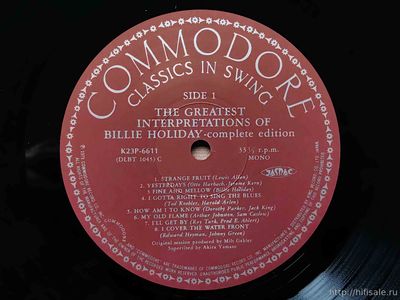 COMMODORE
CLASSICS IN SWING
SIDE 1
THE GREATEST
INTERPRETATIONS OF
BILLIE HOLIDAY-complete edition
K23P-6611
(DLBT 1045) C
33⅓ r.p.m.
MONO
JASRAC
1. STRANGE FRUIT (Lewis Allan)
2. YESTERDAYS (Otto Harbach, Jerome Kern)
3. FINE AND MELLOW (Billie Holiday)
4. I GOTTA RIGHT TO SING THE BLUES
(Ted Koehler, Harold Arlen)
5. HOW AM I TO KNOW (Dorothy Parker, Jack King)
6. MY OLD FLAME (Arthur Johnston, Sam Coslow)
7. I'LL GET BY (Roy Turk, Fred E. Ahlert)
8. I COVER THE WATER FRONT
(Edward Heyman, Johnny Green)
Original session produced by Milt Gabler
Supervised by Akira Yamato
http://hifisale.ru